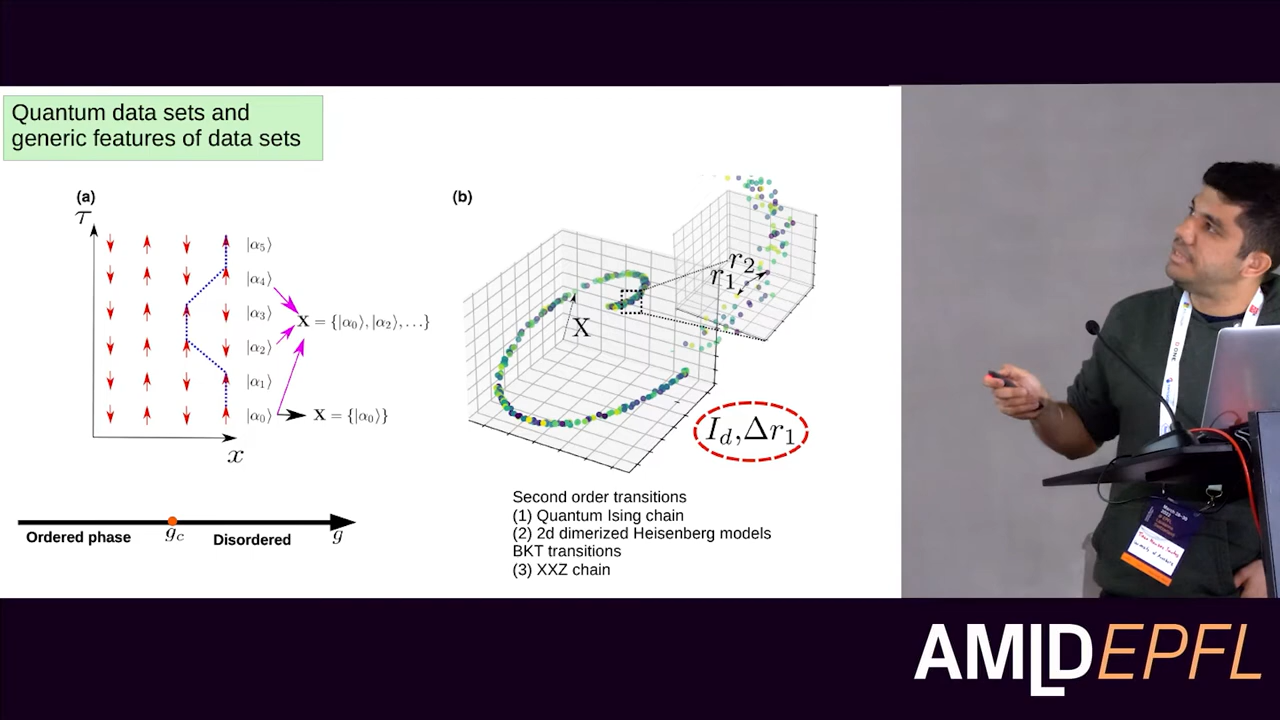 Quantum data sets and
generic features of data sets
(a)
τ
|α₅⟩
|α₄⟩
|α₃⟩
X = {|α₀⟩, |α₂⟩, …}
|α₂⟩
|α₁⟩
|α₀⟩
X = {|α₀⟩}
x
Ordered phase
g_c
Disordered
g
(b)
r₂
r₁
X
I_d, Δr₁
Second order transitions
(1) Quantum Ising chain
(2) 2d dimerized Heisenberg models
BKT transitions
(3) XXZ chain
AMLDEPFL